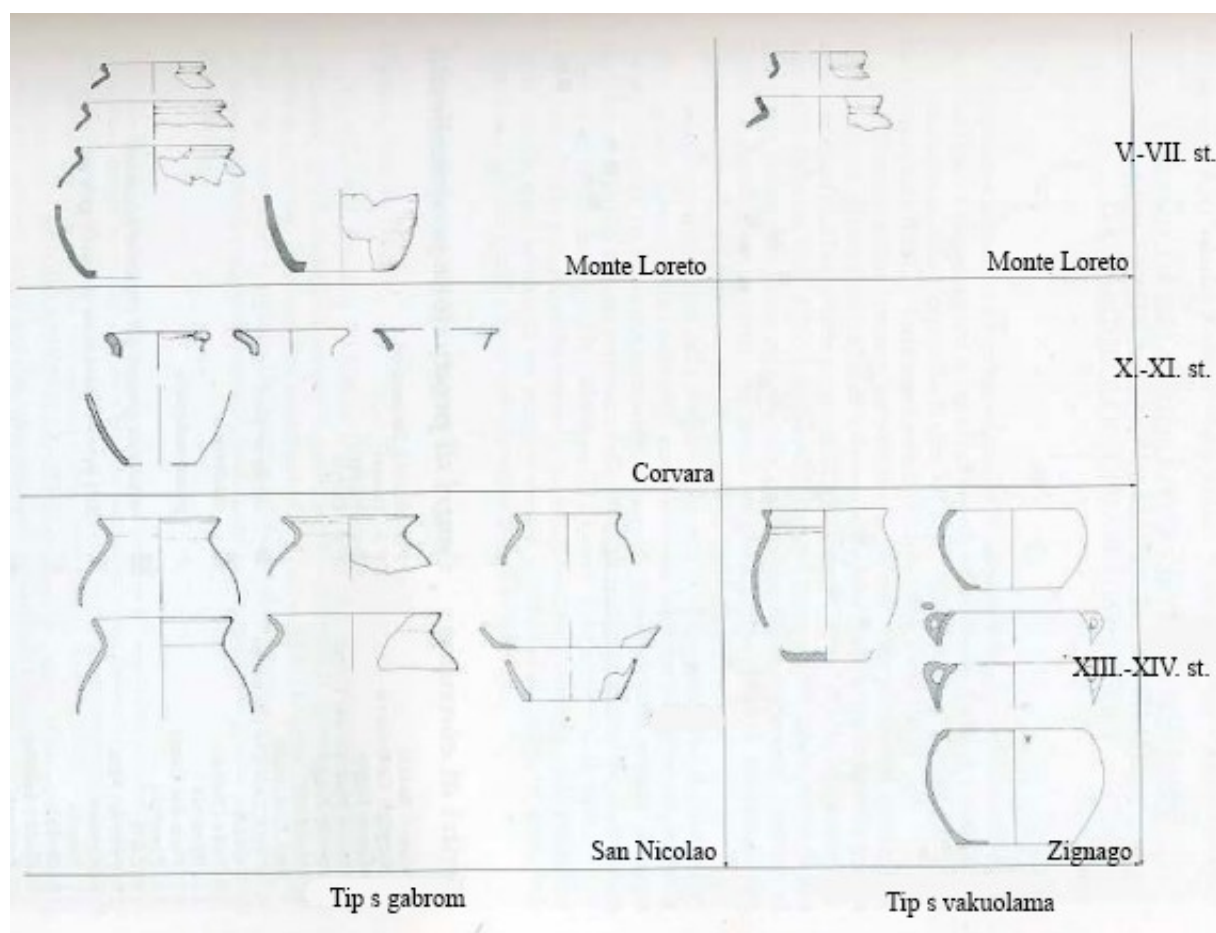 V.-VII. st.
Monte Loreto
Monte Loreto
X.-XI. st.
Corvara
XIII.-XIV. st.
San Nicolao
Zignago
Tip s gabrom
Tip s vakuolama